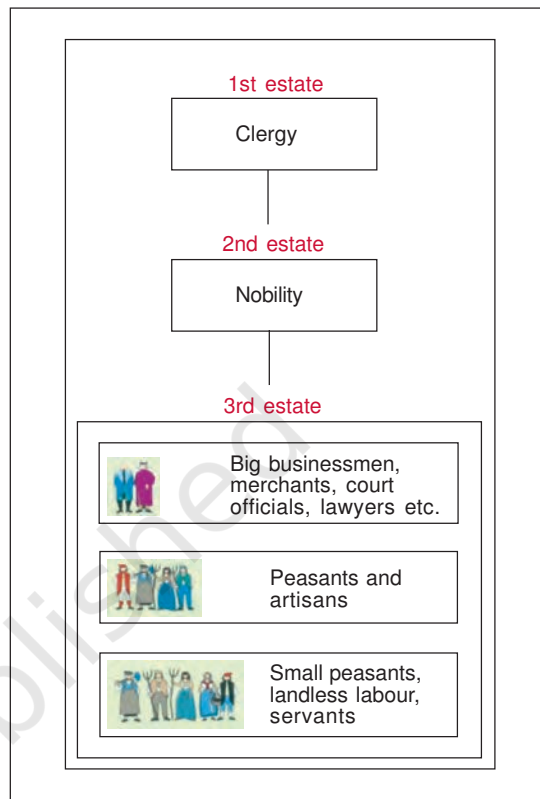 1st estate
Clergy
2nd estate
Nobility
3rd estate
Big businessmen,
merchants, court
officials, lawyers etc.
Peasants and
artisans
Small peasants,
landless labour,
servants
blished